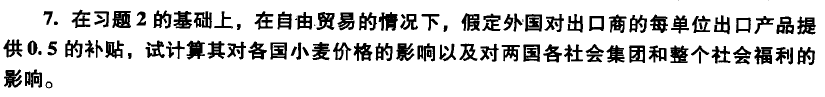 7. 在习题 2 的基础上，在自由贸易的情况下，假定外国对出口商的每单位出口产品提
供 0.5 的补贴，试计算其对各国小麦价格的影响以及对两国各社会集团和整个社会福利的
影响。